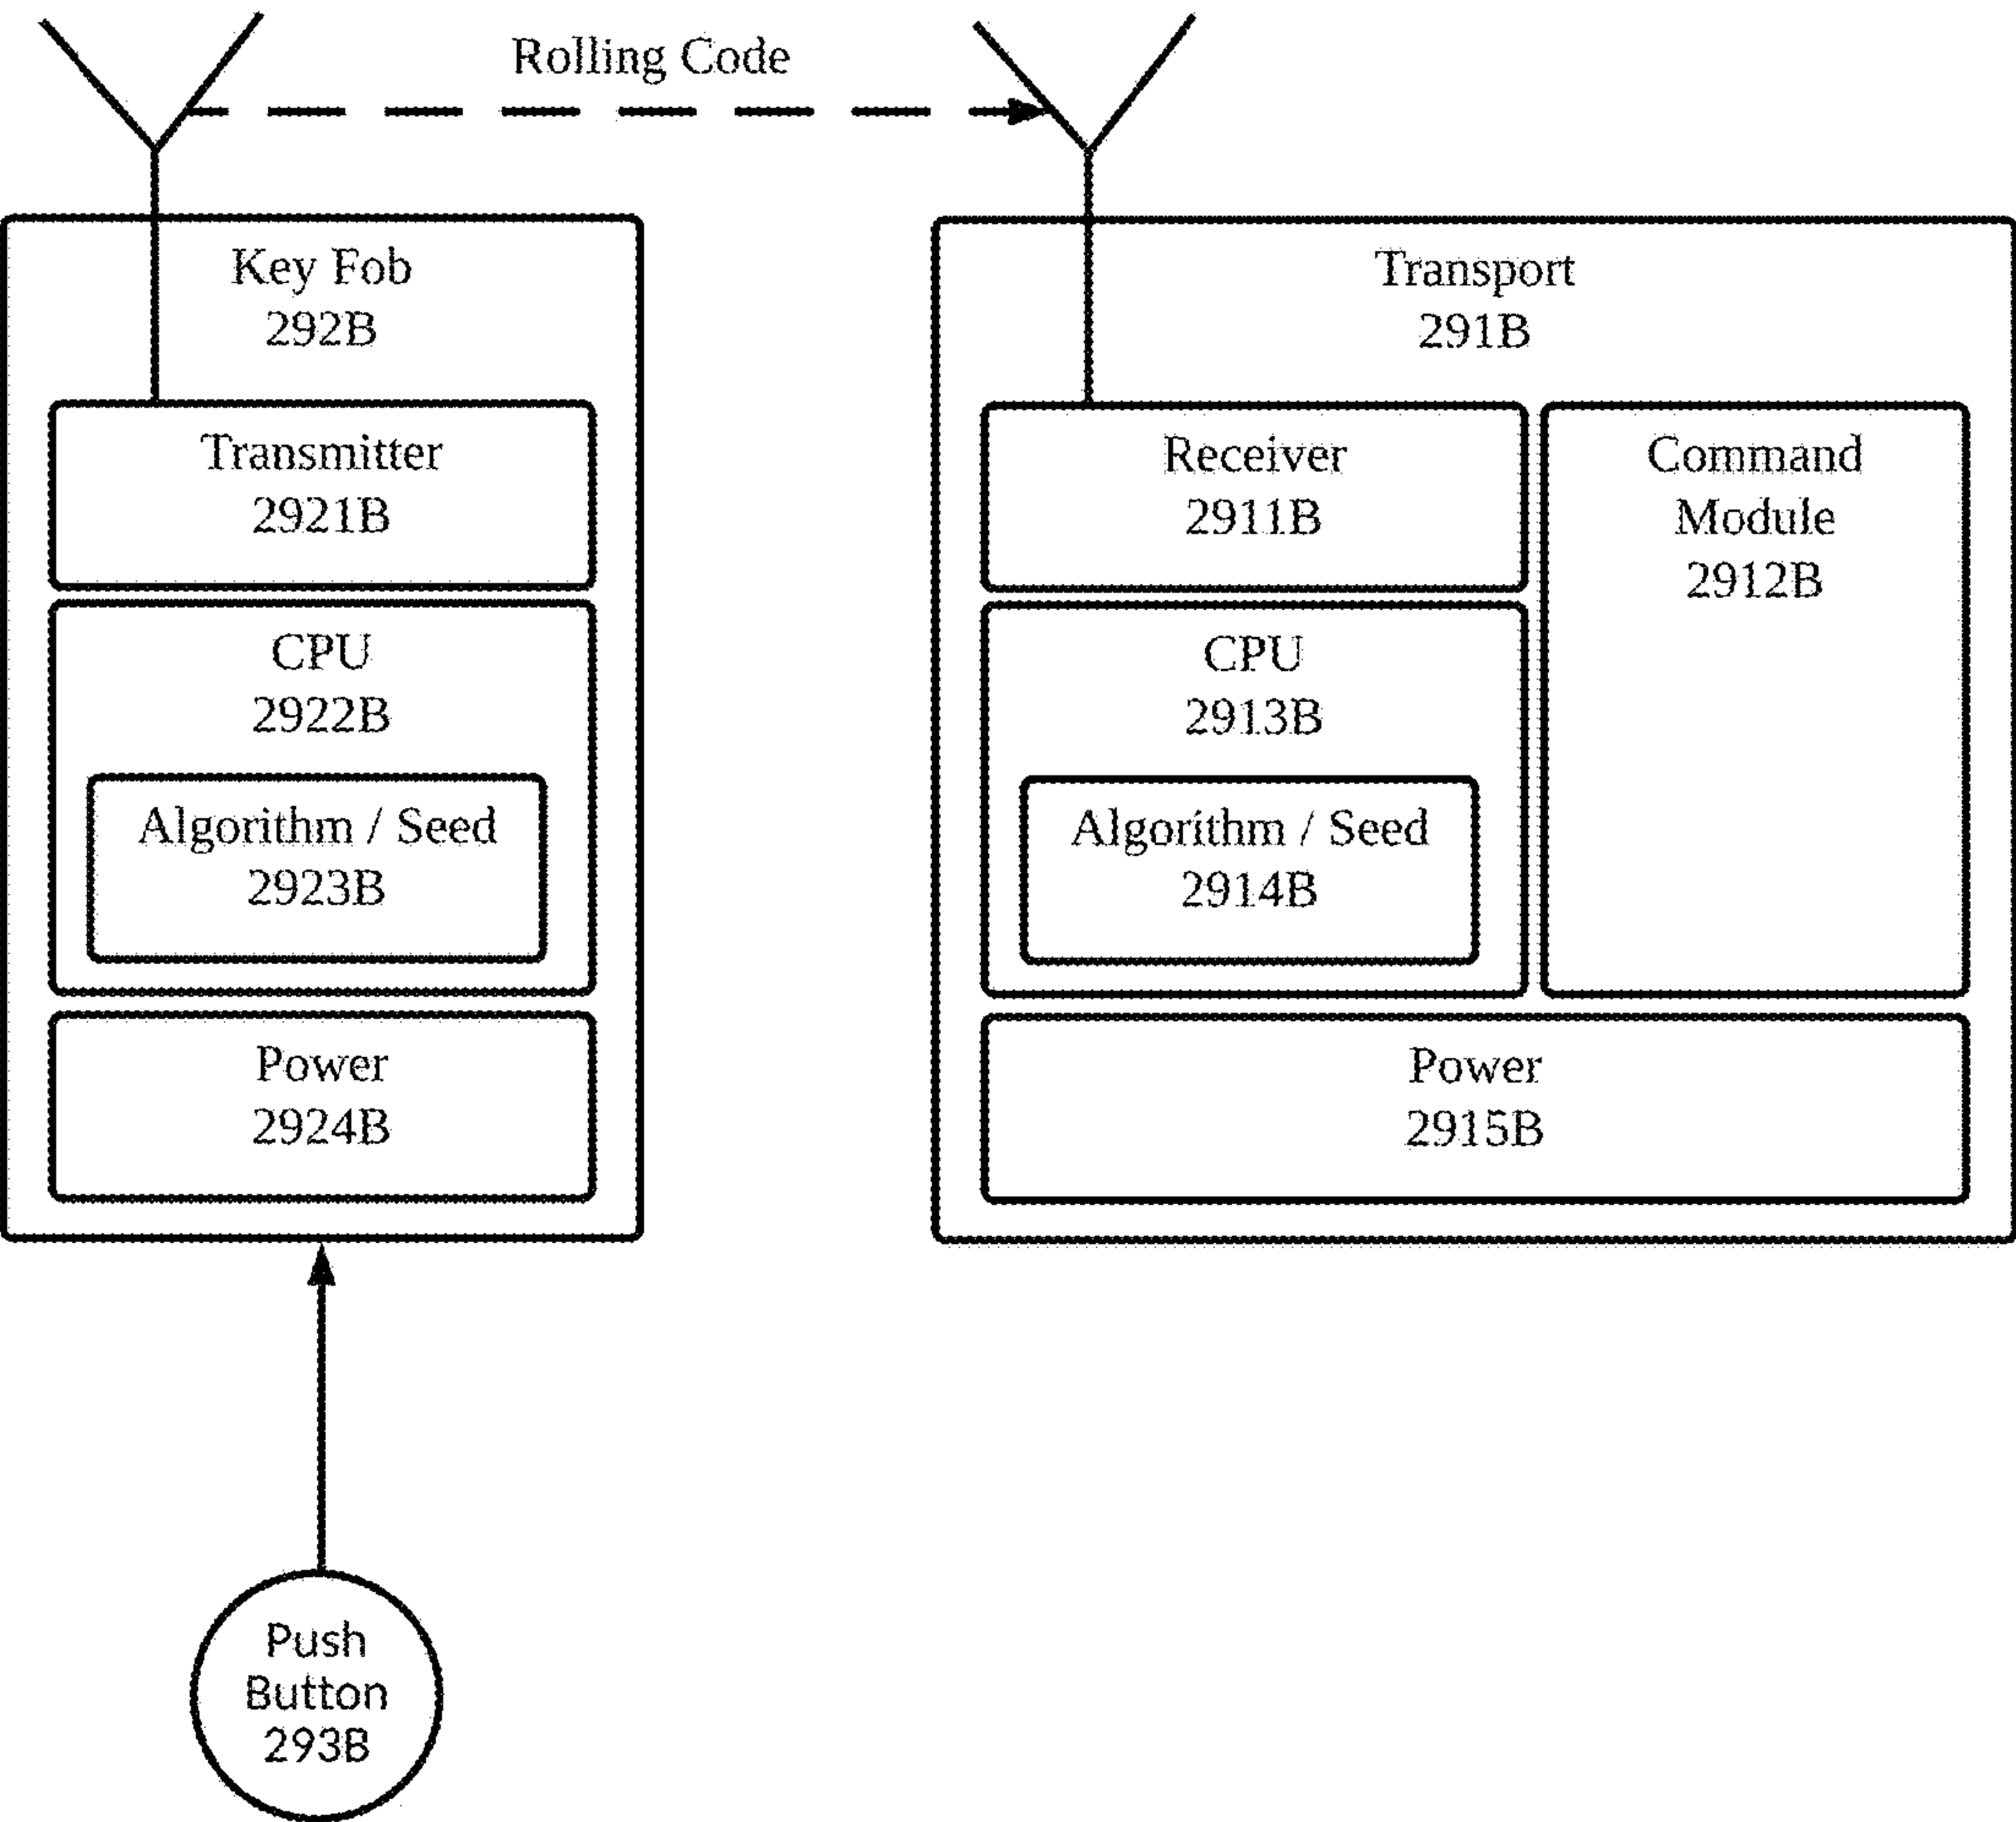 Rolling Code
Key Fob
292B
Transmitter
2921B
CPU
2922B
Algorithm / Seed
2923B
Power
2924B
Push
Button
293B
Transport
291B
Receiver
2911B
Command
Module
2912B
CPU
2913B
Algorithm / Seed
2914B
Power
2915B